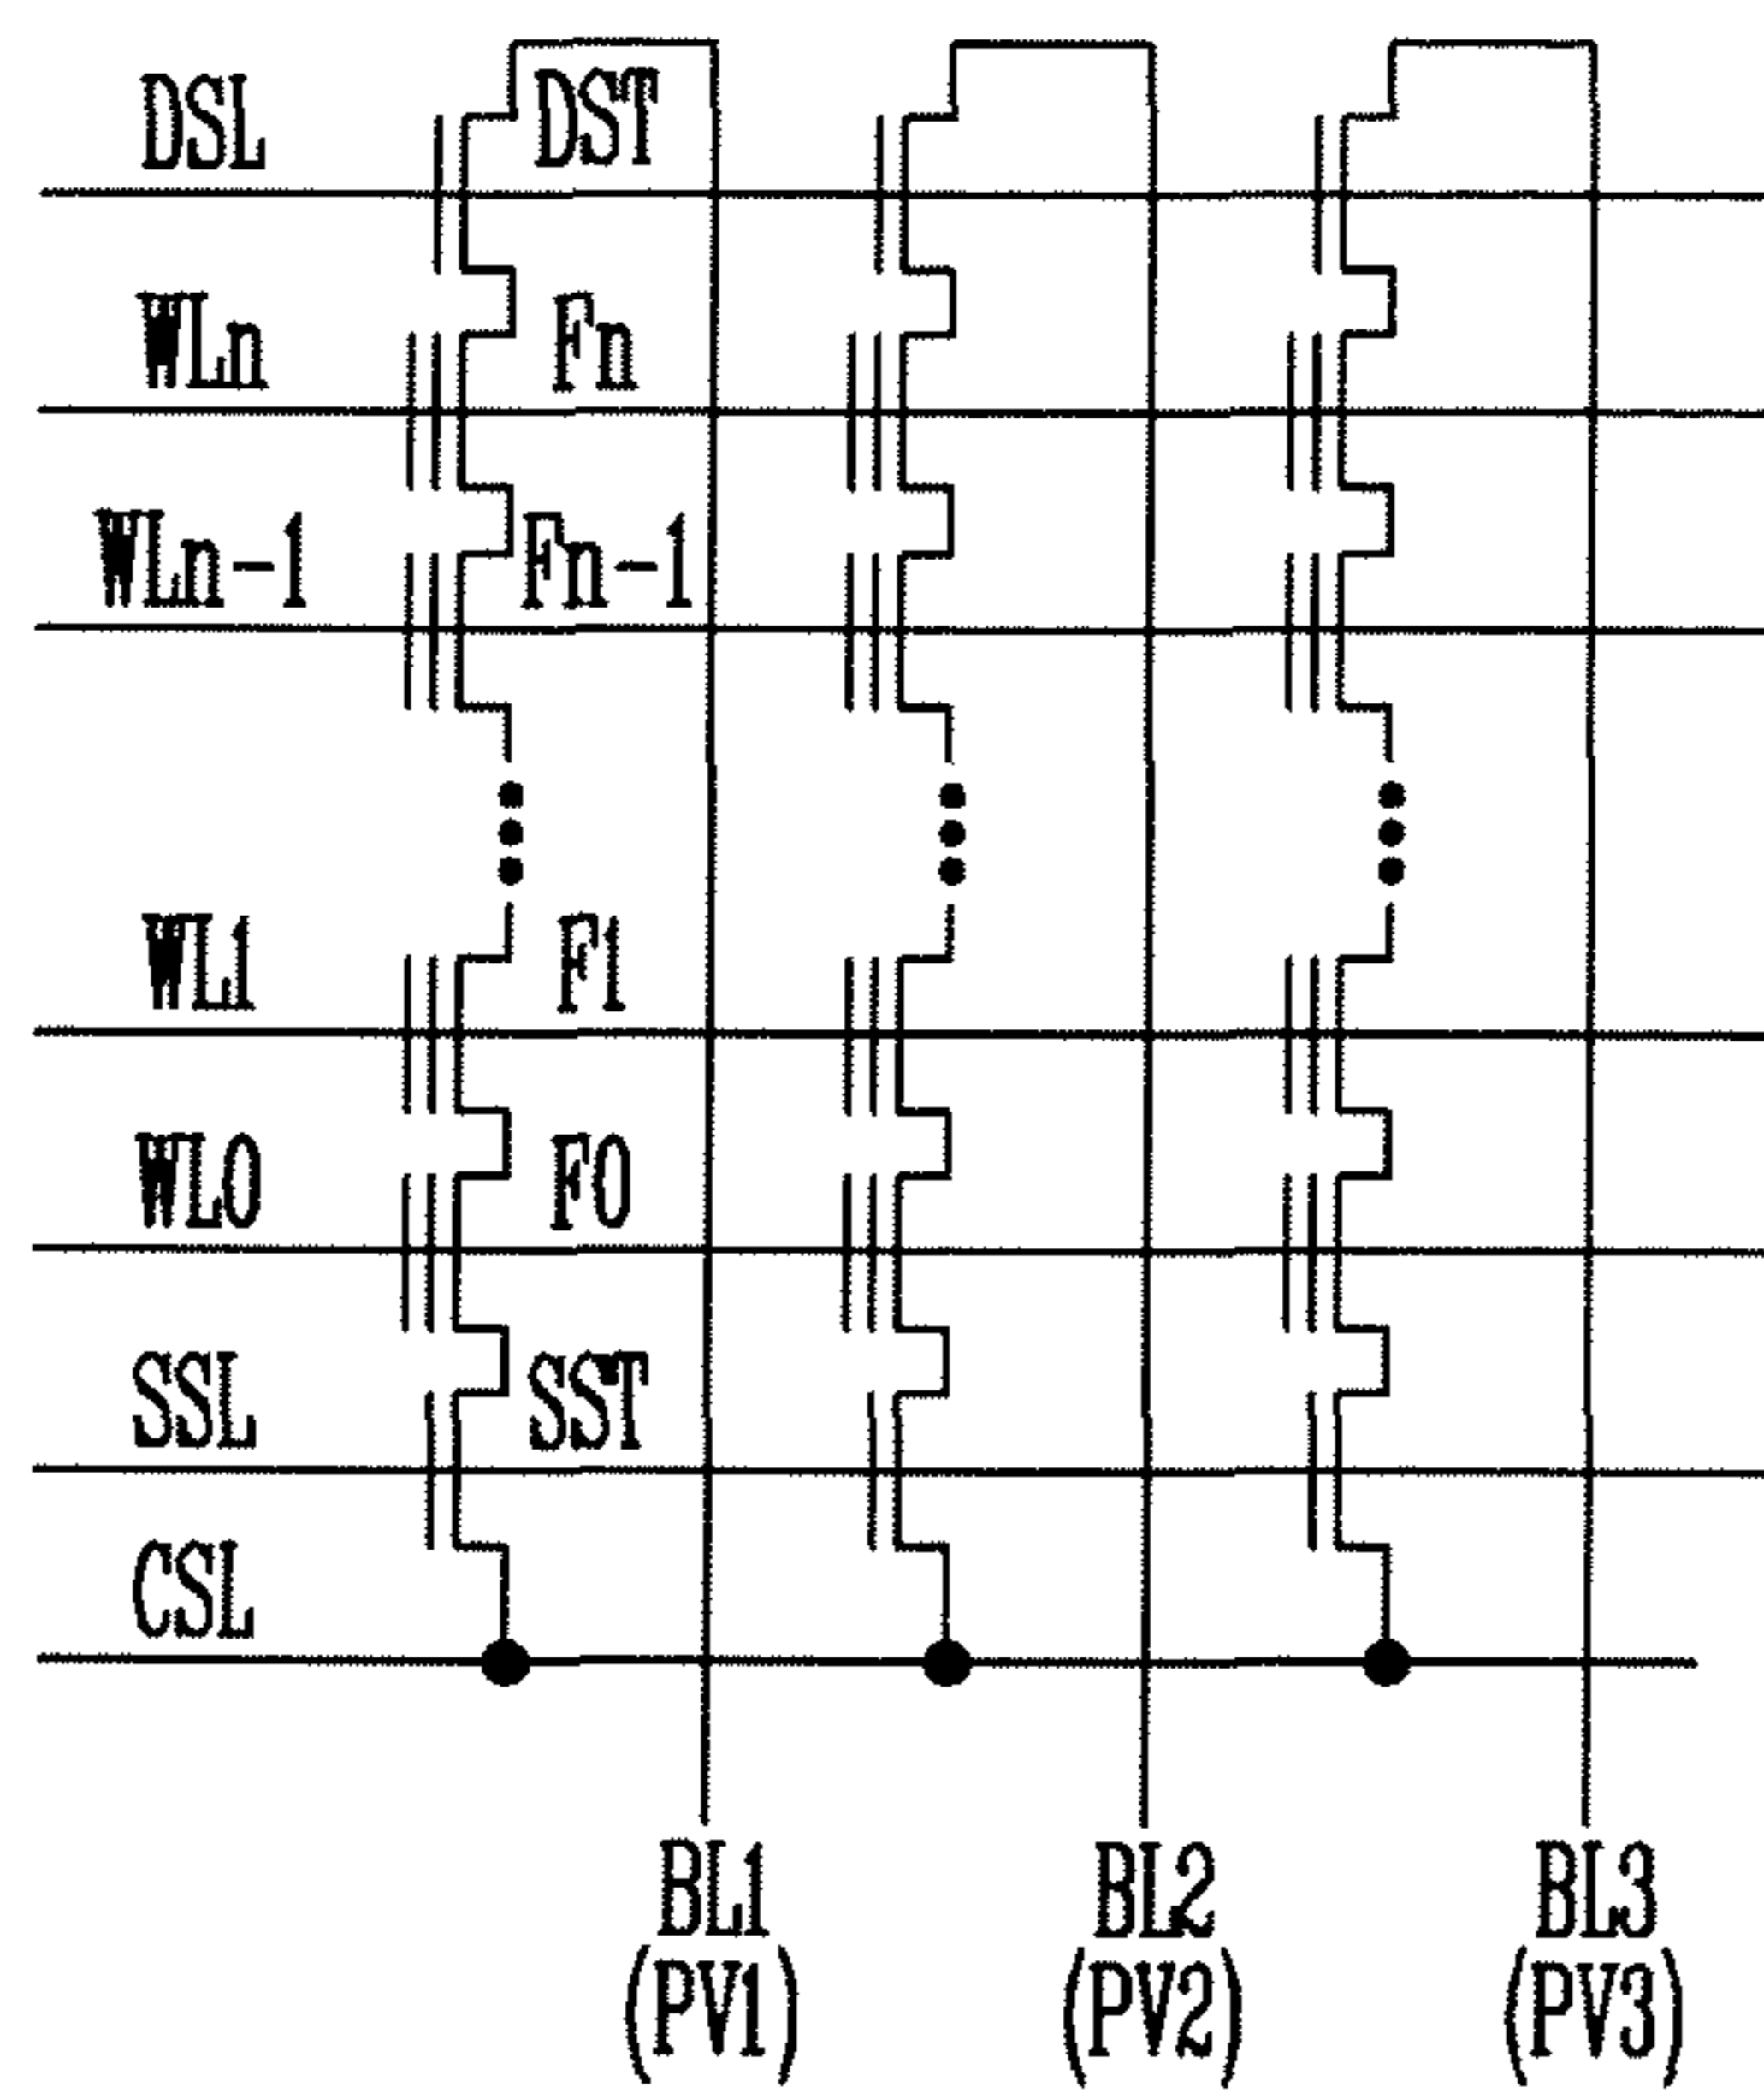 DSL DST
WLn Fn
WLn-1 Fn-1
WL1 F1
WL0 F0
SSL SST
CSL
BL1 BL2 BL3
(PV1) (PV2) (PV3)